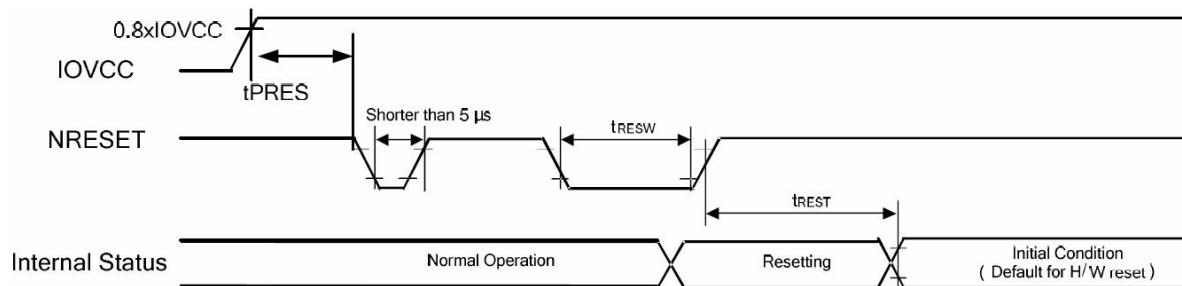 0.8xIOVCC
IOVCC
tPRES
Shorter than 5 µs
NRESET
tRESW
tREST
Internal Status
Normal Operation
Resetting
Initial Condition
( Default for H/W reset )